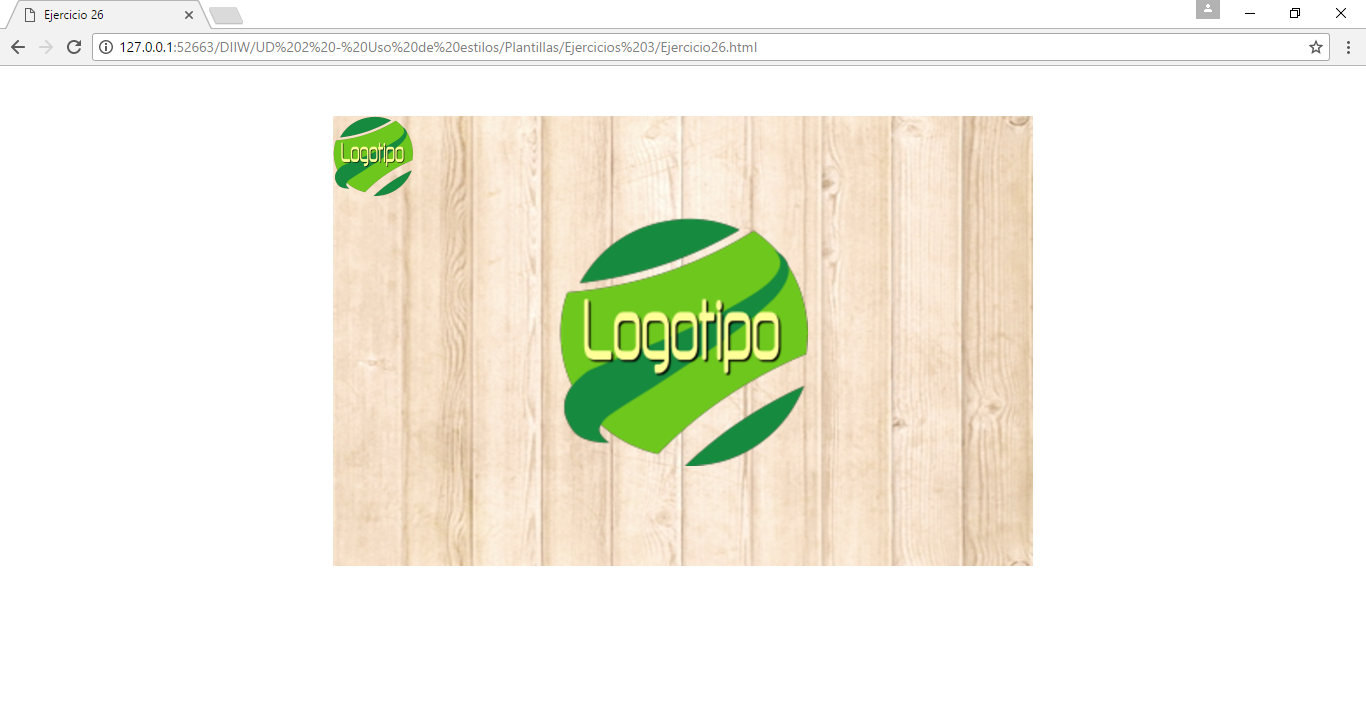 Ejercicio 26
127.0.0.1:52663/DIIW/UD%202%20-%20Uso%20de%20estilos/Plantillas/Ejercicios%203/Ejercicio26.html
Logotipo
Logotipo